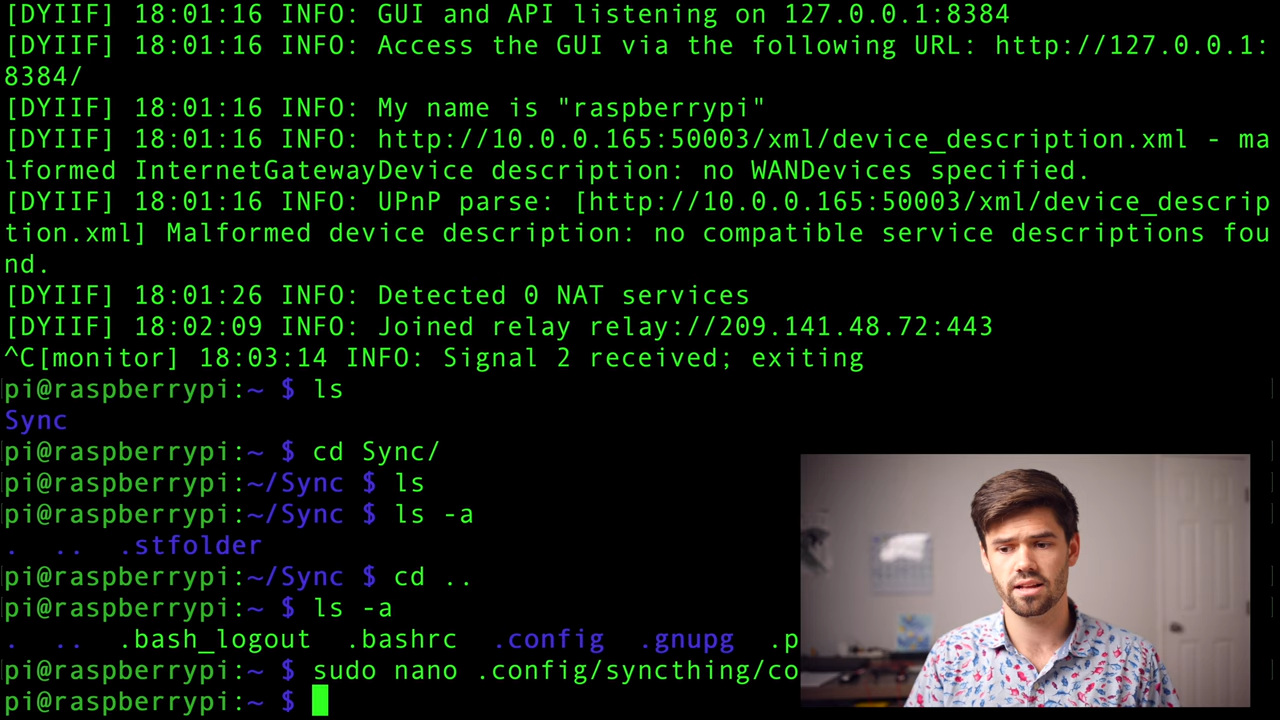 [DYIIF] 18:01:16 INFO: GUI and API listening on 127.0.0.1:8384
[DYIIF] 18:01:16 INFO: Access the GUI via the following URL: http://127.0.0.1:
8384/
[DYIIF] 18:01:16 INFO: My name is "raspberrypi"
[DYIIF] 18:01:16 INFO: http://10.0.0.165:50003/xml/device_description.xml - ma
lformed InternetGatewayDevice description: no WANDevices specified.
[DYIIF] 18:01:16 INFO: UPnP parse: [http://10.0.0.165:50003/xml/device_descrip
tion.xml] Malformed device description: no compatible service descriptions fou
nd.
[DYIIF] 18:01:26 INFO: Detected 0 NAT services
[DYIIF] 18:02:09 INFO: Joined relay relay://209.141.48.72:443
^C[monitor] 18:03:14 INFO: Signal 2 received; exiting
pi@raspberrypi:~ $ ls
Sync
pi@raspberrypi:~ $ cd Sync/
pi@raspberrypi:~/Sync $ ls
pi@raspberrypi:~/Sync $ ls -a
. .. .stfolder
pi@raspberrypi:~/Sync $ cd ..
pi@raspberrypi:~ $ ls -a
. .. .bash_logout .bashrc .config .gnupg .p
pi@raspberrypi:~ $ sudo nano .config/syncthing/co
pi@raspberrypi:~ $